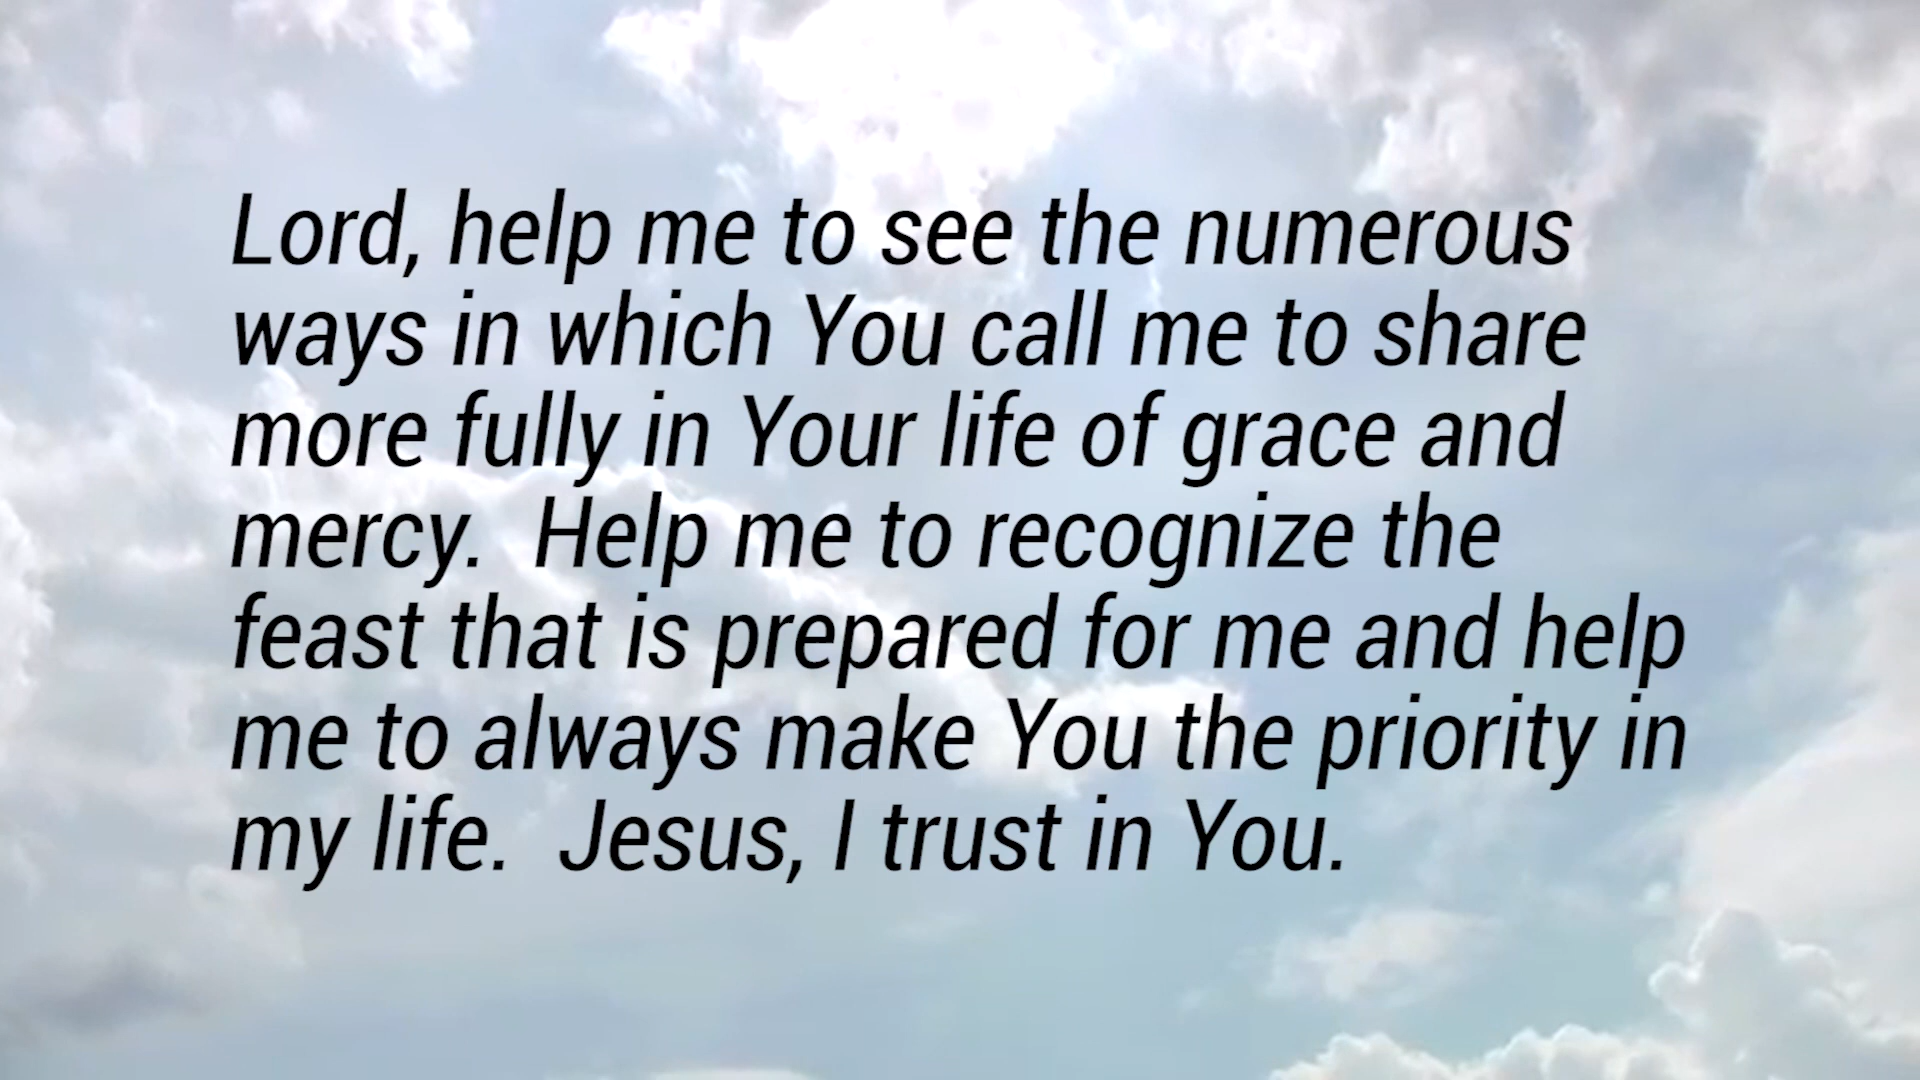 Lord, help me to see the numerous
ways in which You call me to share
more fully in Your life of grace and
mercy.  Help me to recognize the
feast that is prepared for me and help
me to always make You the priority in
my life.  Jesus, I trust in You.